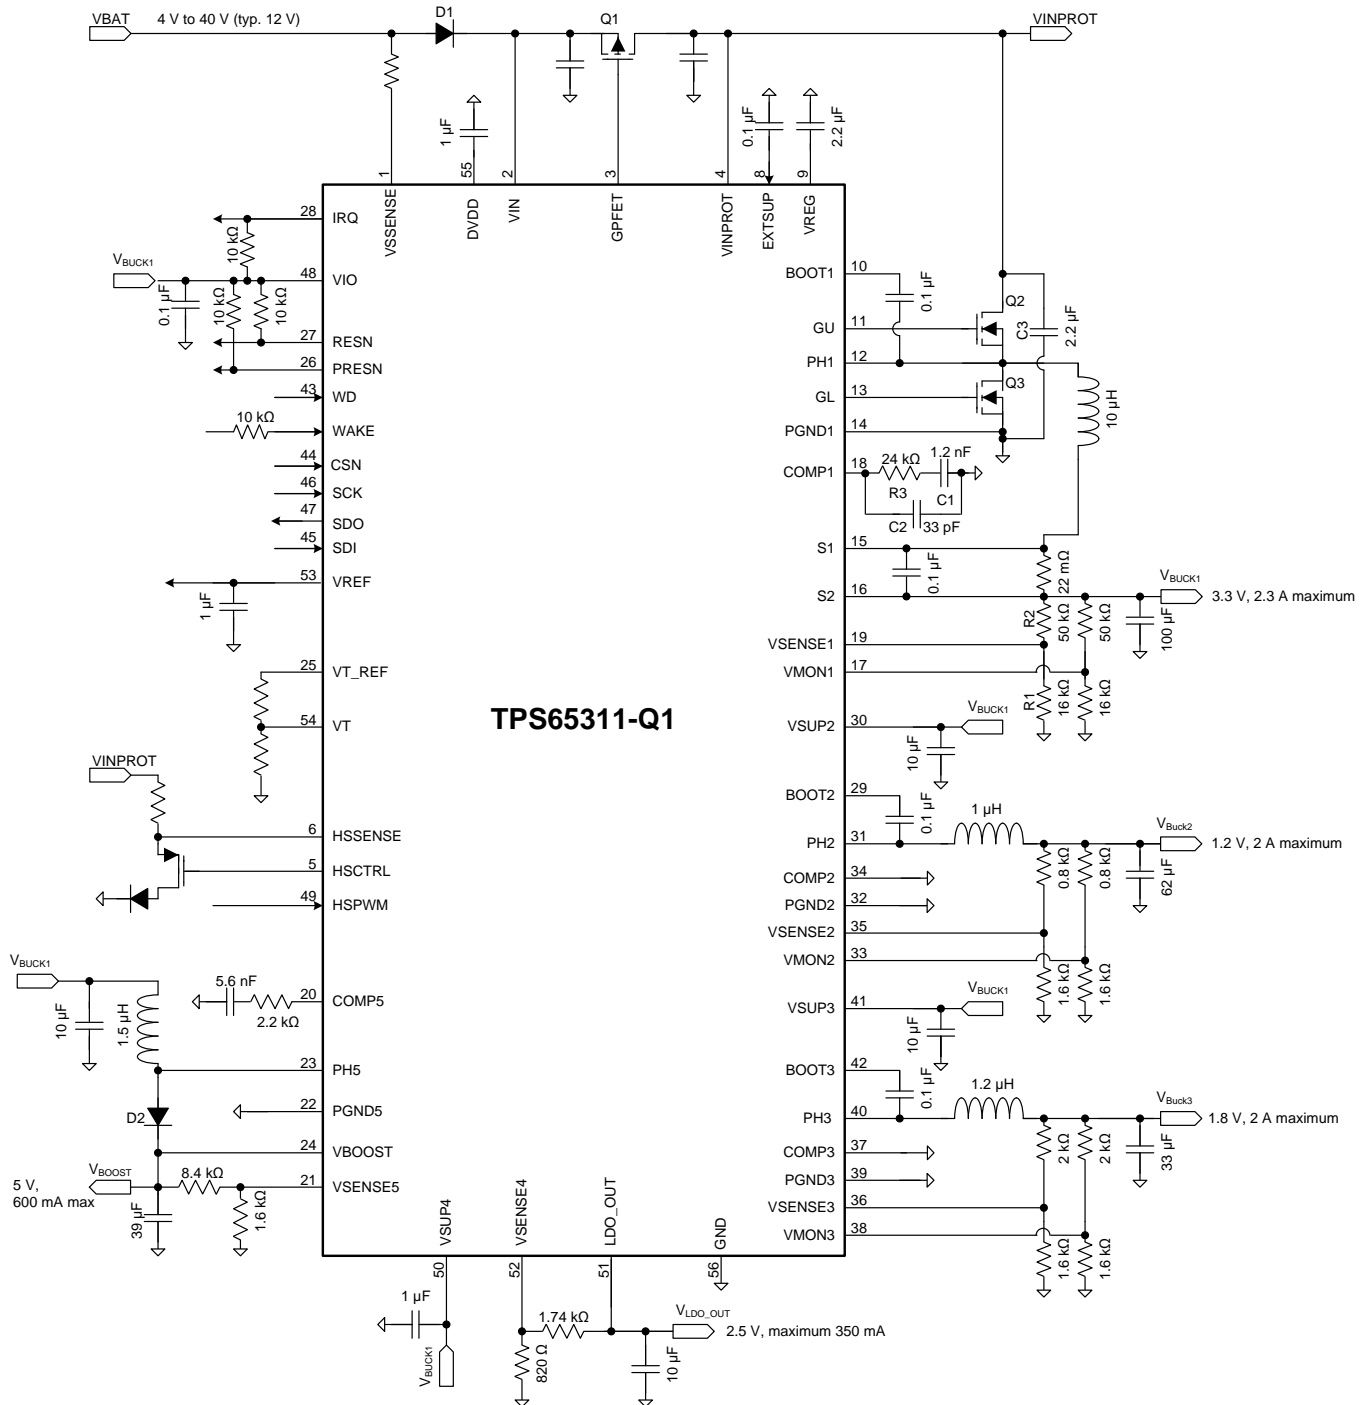 VBAT
4 V to 40 V (typ. 12 V)
D1
Q1
VINPROT
1 µF
0.1 µF
2.2 µF
1
55
2
3
4
8
9
VSSENSE
DVDD
VIN
GPFET
VINPROT
EXTSUP
VREG
28
IRQ
10 kΩ
VBUCK1
48
VIO
0.1 µF
10 kΩ
10 kΩ
27
RESN
26
PRESN
43
WD
10 kΩ
WAKE
44
CSN
46
SCK
47
SDO
45
SDI
53
VREF
1 µF
25
VT_REF
54
VT
VINPROT
6
HSSENSE
5
HSCTRL
49
HSPWM
VBUCK1
10 µF
1.5 µH
5.6 nF
2.2 kΩ
20
COMP5
23
PH5
D2
22
PGND5
24
VBOOST
VBOOST
5 V,
600 mA max
8.4 kΩ
21
VSENSE5
39 µF
1.6 kΩ
TPS65311-Q1
BOOT1
10
0.1 µF
Q2
GU
11
C3
2.2 µF
PH1
12
Q3
GL
13
10 µH
PGND1
14
COMP1
18
24 kΩ
1.2 nF
R3
C1
C2
33 pF
S1
15
0.1 µF
22 mΩ
S2
16
VBUCK1
3.3 V, 2.3 A maximum
R2
50 kΩ
50 kΩ
100 µF
VSENSE1
19
VMON1
17
R1
16 kΩ
16 kΩ
VSUP2
30
VBUCK1
10 µF
BOOT2
29
0.1 µF
1 µH
PH2
31
VBuck2
1.2 V, 2 A maximum
0.8 kΩ
0.8 kΩ
62 µF
COMP2
34
PGND2
32
VSENSE2
35
VMON2
33
1.6 kΩ
1.6 kΩ
VSUP3
41
VBUCK1
10 µF
BOOT3
42
0.1 µF
1.2 µH
PH3
40
VBuck3
1.8 V, 2 A maximum
2 kΩ
2 kΩ
33 µF
COMP3
37
PGND3
39
VSENSE3
36
VMON3
38
1.6 kΩ
1.6 kΩ
VSUP4
VSENSE4
LDO_OUT
GND
50
52
51
56
1 µF
VBUCK1
1.74 kΩ
820 Ω
10 µF
VLDO_OUT
2.5 V, maximum 350 mA